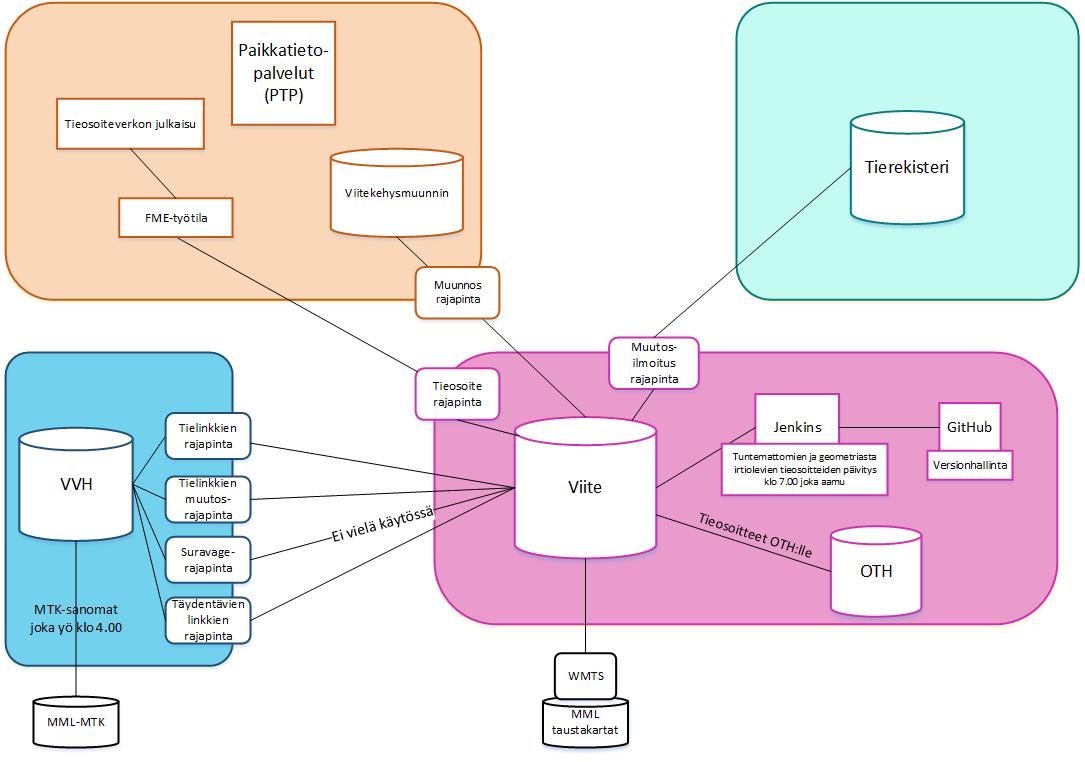 Paikkatieto-
palvelut
(PTP)
Tieosoiteverkon julkaisu
Viitekehysmuunnin
FME-työtila
Muunnos
rajapinta
Tierekisteri
Muutos-
ilmoitus
rajapinta
Tieosoite
rajapinta
VVH
Tielinkkien
rajapinta
Tielinkkien
muutos-
rajapinta
Suravage-
rajapinta
Täydentävien
linkkien
rajapinta
Ei vielä käytössä
MTK-sanomat
joka yö klo 4.00
MML-MTK
Viite
Jenkins
Tuntemattomien ja geometriasta
irtiolevien tieosoitteiden päivitys
klo 7.00 joka aamu
GitHub
Versionhallinta
Tieosoitteet OTH:lle
OTH
WMTS
MML
taustakartat